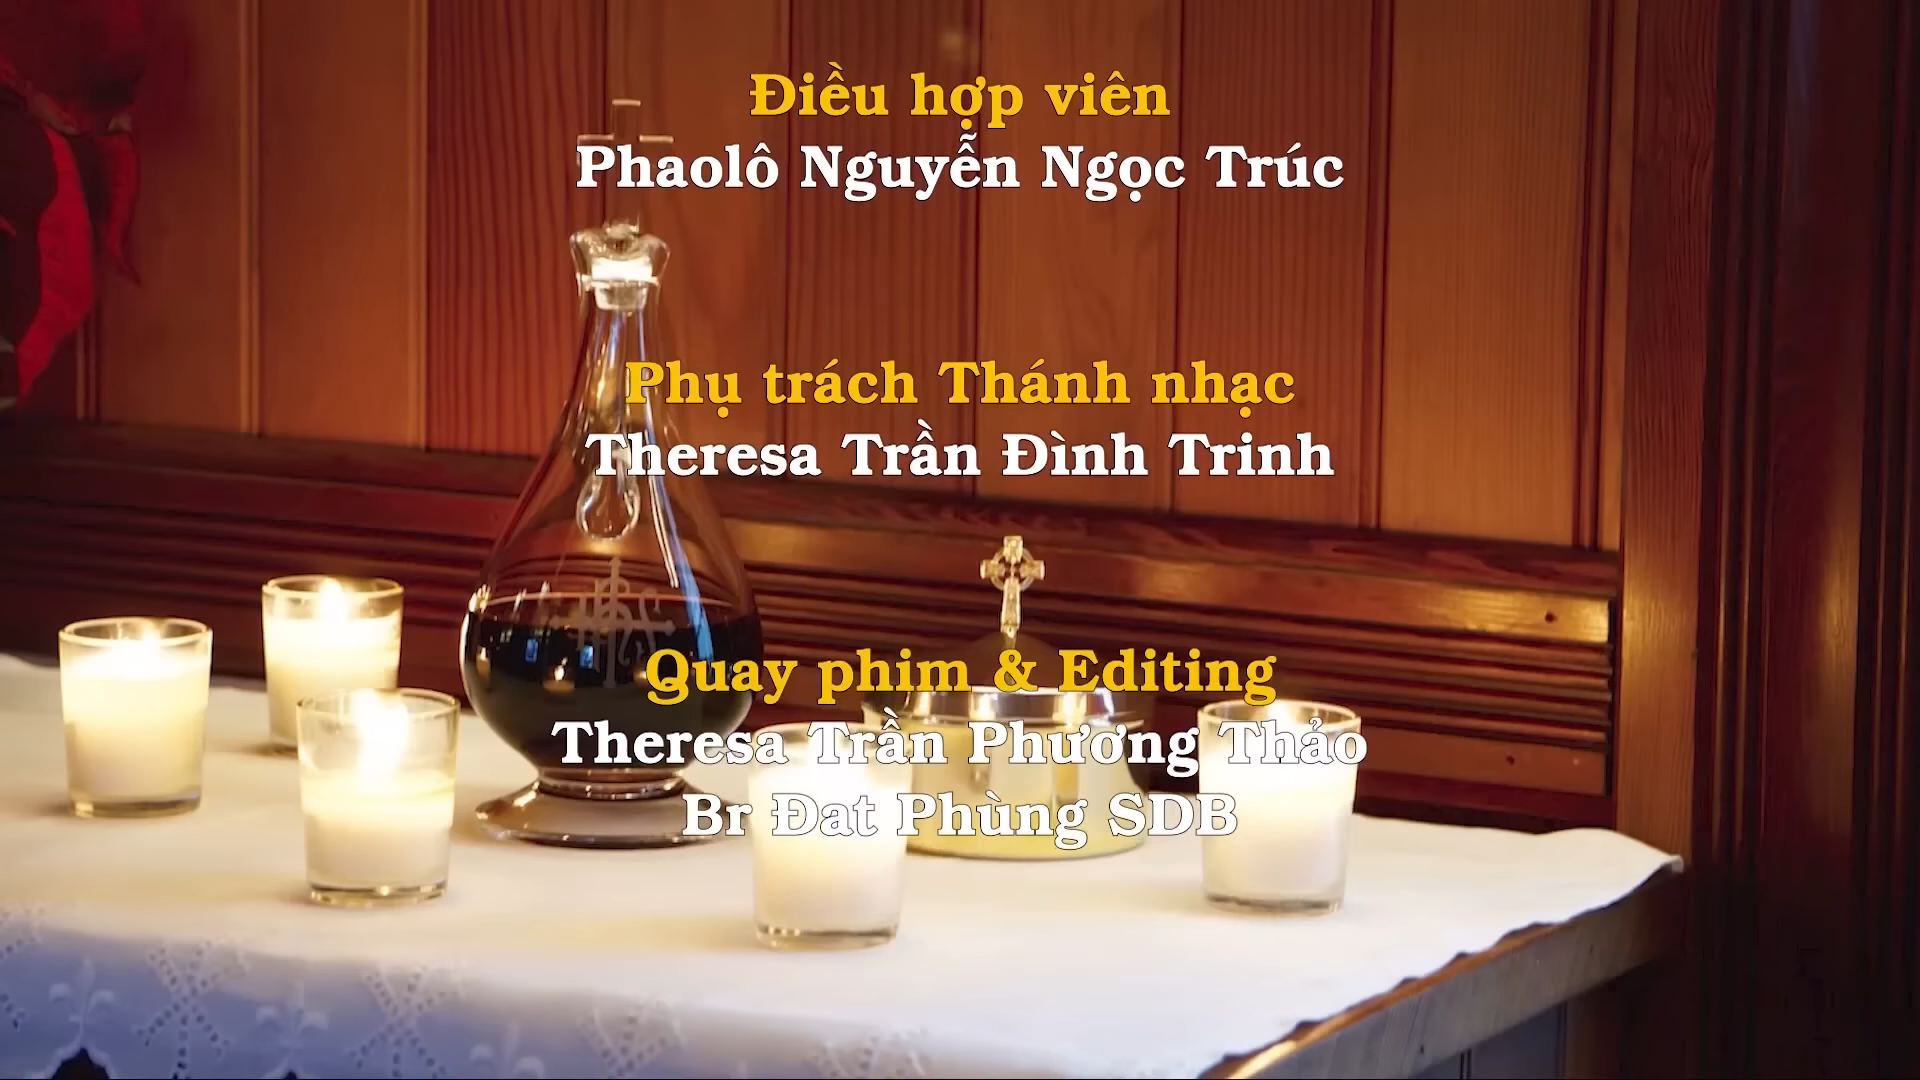 Điều hợp viên
Phaolô Nguyễn Ngọc Trúc
Phụ trách Thánh nhạc
Theresa Trần Đình Trinh
Quay phim & Editing
Theresa Trần Phương Thảo
Br Đat Phùng SDB